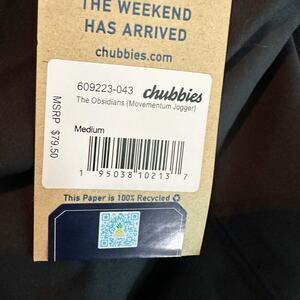 THE WEEKEND
HAS ARRIVED
chubbies.com
609223-043 chubbies
The Obsidians (Movementum Jogger)
Medium
1 95038 10213 7
MSRP $79.50
This Paper is 100% Recycled